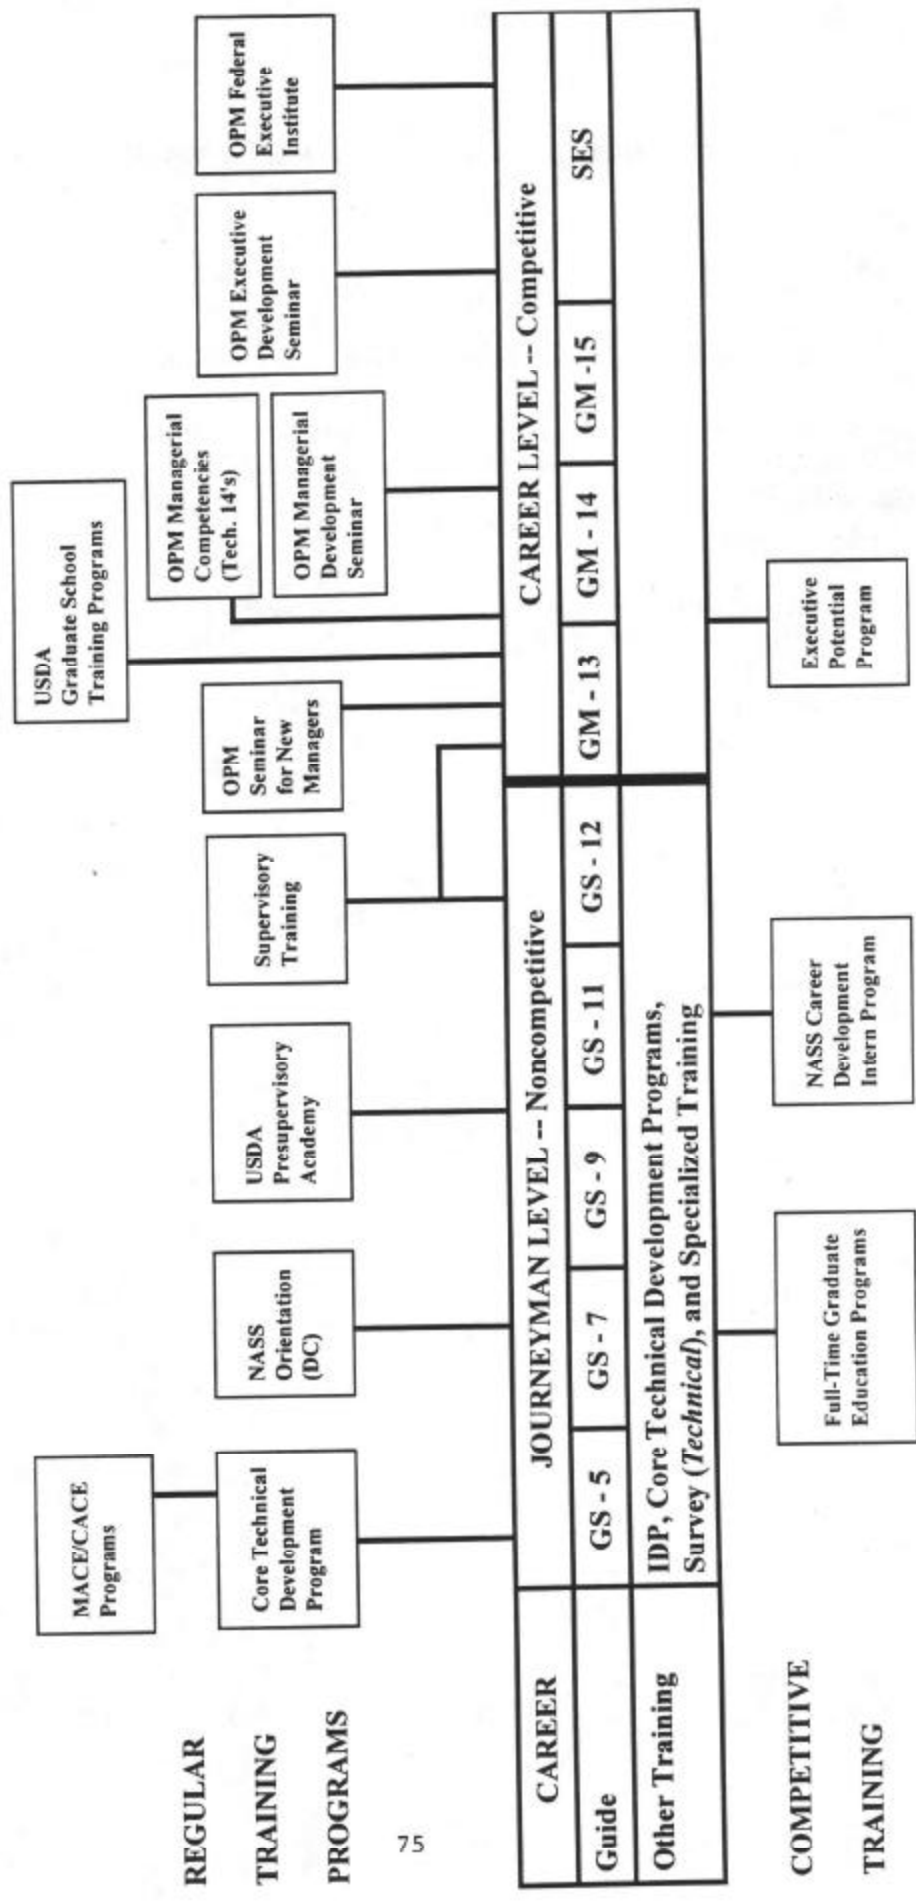 USDA
Graduate School
Training Programs
MACE/CACE
Programs
OPM Managerial
Competencies
(Tech. 14's)
REGULAR
TRAINING
PROGRAMS
Core Technical
Development
Program
NASS
Orientation
(DC)
USDA
Presupervisory
Academy
Supervisory
Training
OPM
Seminar
for New
Managers
OPM Managerial
Development
Seminar
OPM Executive
Development
Seminar
OPM Federal
Executive
Institute
75
CAREER
JOURNEYMAN LEVEL -- Noncompetitive
CAREER LEVEL -- Competitive
Guide
GS - 5
GS - 7
GS - 9
GS - 11
GS - 12
GM - 13
GM - 14
GM -15
SES
Other Training
IDP, Core Technical Development Programs,
Survey (Technical), and Specialized Training
COMPETITIVE
TRAINING
Full-Time Graduate
Education Programs
NASS Career
Development
Intern Program
Executive
Potential
Program